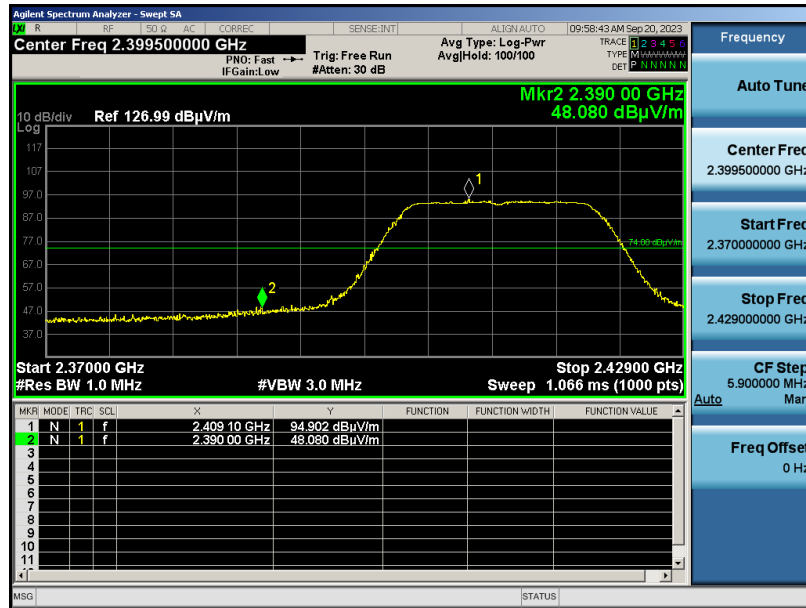 Agilent Spectrum Analyzer - Swept SA
LXI R RF 50 Ω AC CORREC SENSE:INT ALIGN AUTO 09:58:43 AM Sep 20, 2023
Center Freq 2.399500000 GHz
PNO: Fast
IFGain:Low
Trig: Free Run
#Atten: 30 dB
Avg Type: Log-Pwr
Avg|Hold: 100/100
TRACE 1 2 3 4 5 6
TYPE M WWWWW
DET P N N N N N
Mkr2 2.390 00 GHz
48.080 dBµV/m
10 dB/div Ref 126.99 dBµV/m
Log
117
107
97.0
87.0
77.0
67.0
57.0
47.0
37.0
1
2
74.00 dBµV/m
Start 2.37000 GHz Stop 2.42900 GHz
#Res BW 1.0 MHz #VBW 3.0 MHz Sweep 1.066 ms (1000 pts)
MKR MODE TRC SCL X Y FUNCTION FUNCTION WIDTH FUNCTION VALUE
1 N 1 f 2.409 10 GHz 94.902 dBµV/m
2 N 1 f 2.390 00 GHz 48.080 dBµV/m
3
4
5
6
7
8
9
10
11
MSG STATUS
Frequency
Auto Tune
Center Freq
2.399500000 GHz
Start Freq
2.370000000 GHz
Stop Freq
2.429000000 GHz
CF Step
5.900000 MHz
Auto Man
Freq Offset
0 Hz